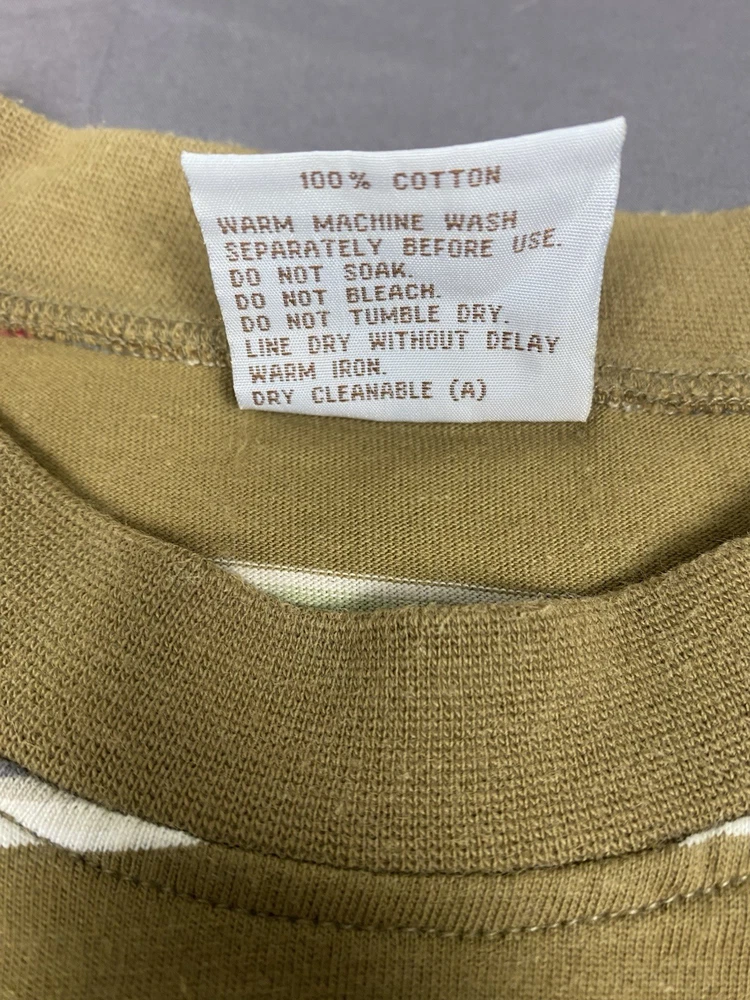 100% COTTON
WARM MACHINE WASH
SEPARATELY BEFORE USE.
DO NOT SOAK.
DO NOT BLEACH.
DO NOT TUMBLE DRY.
LINE DRY WITHOUT DELAY
WARM IRON.
DRY CLEANABLE (A)